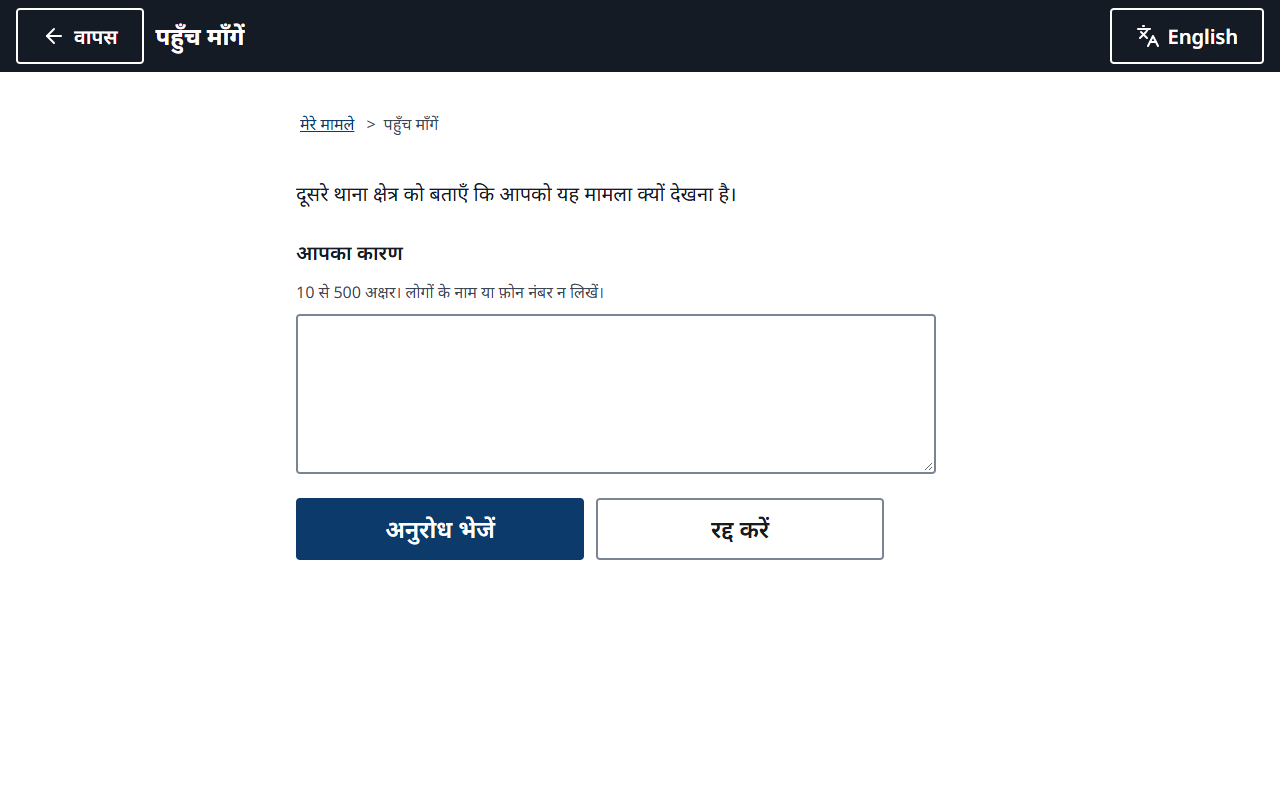 वापस
पहुँच माँगें
English
मेरे मामले > पहुँच माँगें
दूसरे थाना क्षेत्र को बताएँ कि आपको यह मामला क्यों देखना है।
आपका कारण
10 से 500 अक्षर। लोगों के नाम या फ़ोन नंबर न लिखें।
अनुरोध भेजें
रद्द करें